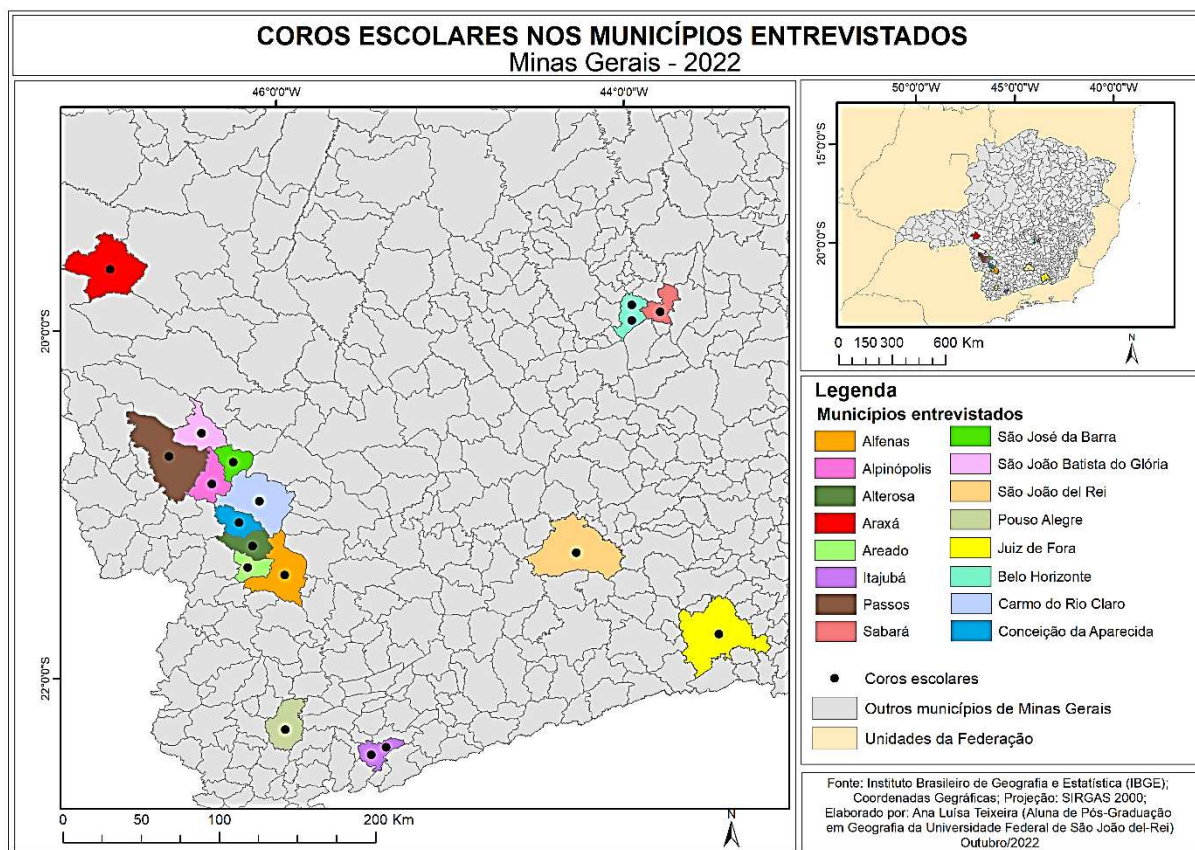 COROS ESCOLARES NOS MUNICÍPIOS ENTREVISTADOS
Minas Gerais - 2022
46°0'0"W 44°0'0"W
20°0'0"S
22°0'0"S
0 50 100 200 Km
N
50°0'0"W 45°0'0"W 40°0'0"W
15°0'0"S
20°0'0"S
0 150 300 600 Km
N
Legenda
Municípios entrevistados
Alfenas
Alpinópolis
Alterosa
Araxá
Areado
Itajubá
Passos
Sabará
São José da Barra
São João Batista do Glória
São João del Rei
Pouso Alegre
Juiz de Fora
Belo Horizonte
Carmo do Rio Claro
Conceição da Aparecida
Coros escolares
Outros municípios de Minas Gerais
Unidades da Federação
Fonte: Instituto Brasileiro de Geografia e Estatística (IBGE);
Coordenadas Gegráficas; Projeção: SIRGAS 2000;
Elaborado por: Ana Luísa Teixeira (Aluna de Pós-Graduação
em Geografia da Universidade Federal de São João del-Rei)
Outubro/2022